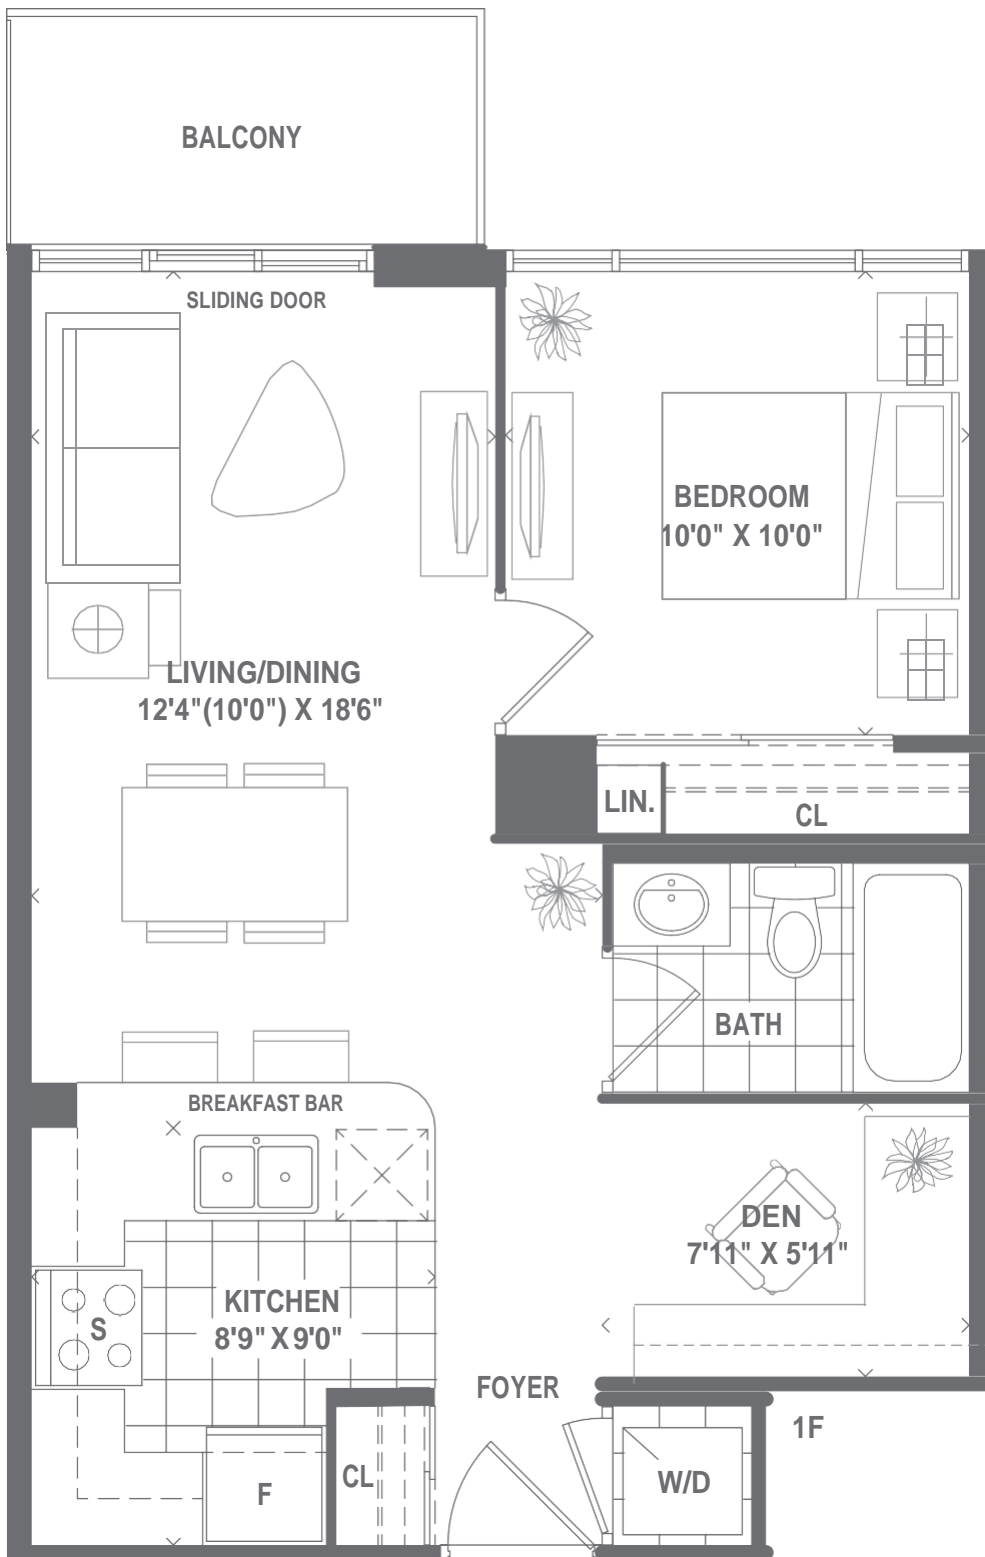 BALCONY
SLIDING DOOR
BEDROOM
10'0" X 10'0"
LIVING/DINING
12'4"(10'0") X 18'6"
LIN.
CL
BATH
BREAKFAST BAR
DEN
7'11" X 5'11"
KITCHEN
8'9" X 9'0"
S
FOYER
1F
CL
W/D
F